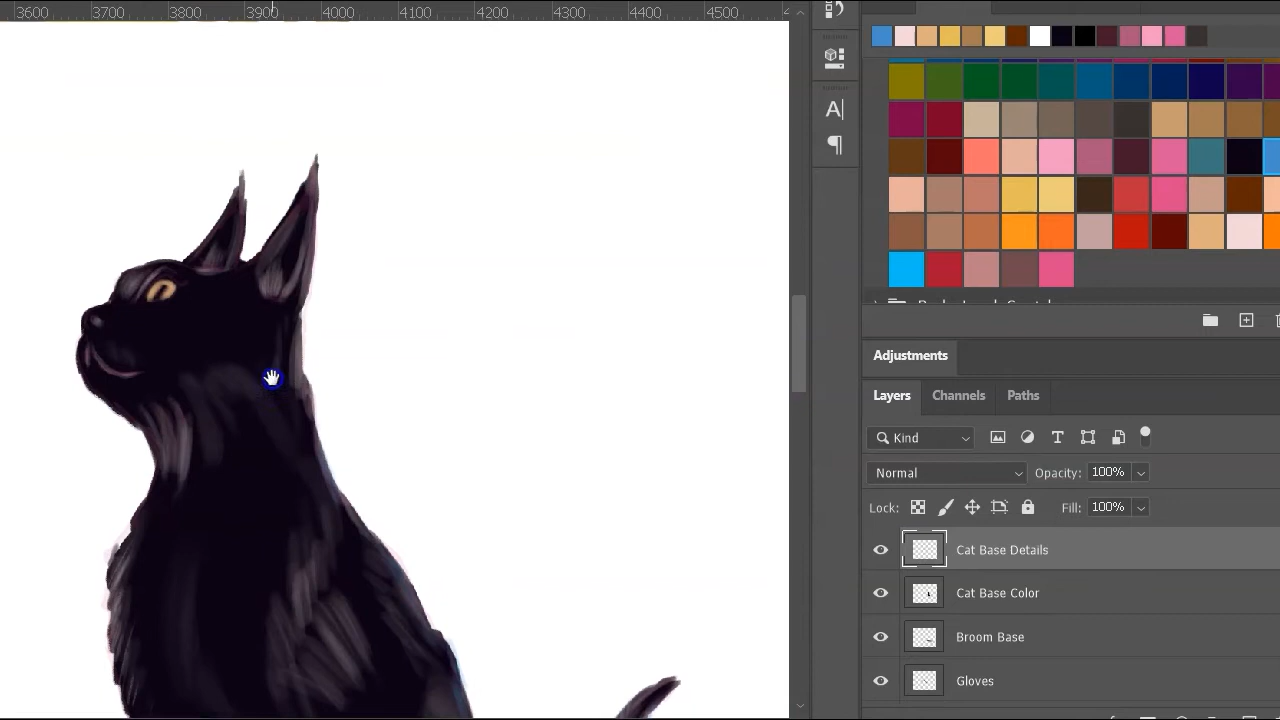 3600 3700 3800 3900 4000 4100 4200 4300 4400 4500
A|
¶
Adjustments
Layers Channels Paths
Kind
Normal Opacity: 100%
Lock: Fill: 100%
Cat Base Details
Cat Base Color
Broom Base
Gloves